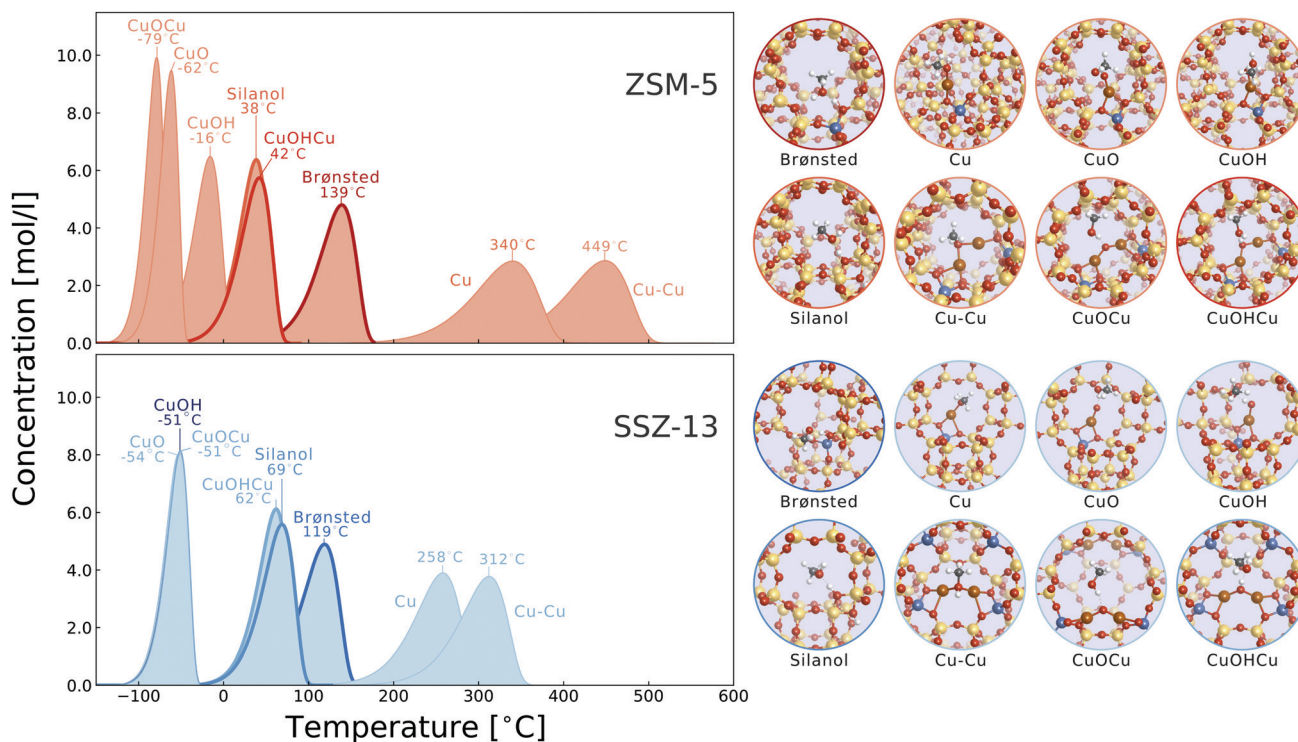 CuOCu
-79°C
CuO
-62°C
CuOH
-16°C
Silanol
38°C
CuOHCu
42°C
Brønsted
139°C
340°C
449°C
Cu
Cu-Cu
ZSM-5
10.0
8.0
6.0
4.0
2.0
0.0
Concentration [mol/l]
CuOH
-51°C
CuO
-54°C
CuOCu
-51°C
Silanol
69°C
CuOHCu
62°C
Brønsted
119°C
258°C
312°C
Cu
Cu-Cu
SSZ-13
10.0
8.0
6.0
4.0
2.0
0.0
−100 0 100 200 300 400 500 600
Temperature [°C]
Brønsted Cu CuO CuOH
Silanol Cu-Cu CuOCu CuOHCu
Brønsted Cu CuO CuOH
Silanol Cu-Cu CuOCu CuOHCu